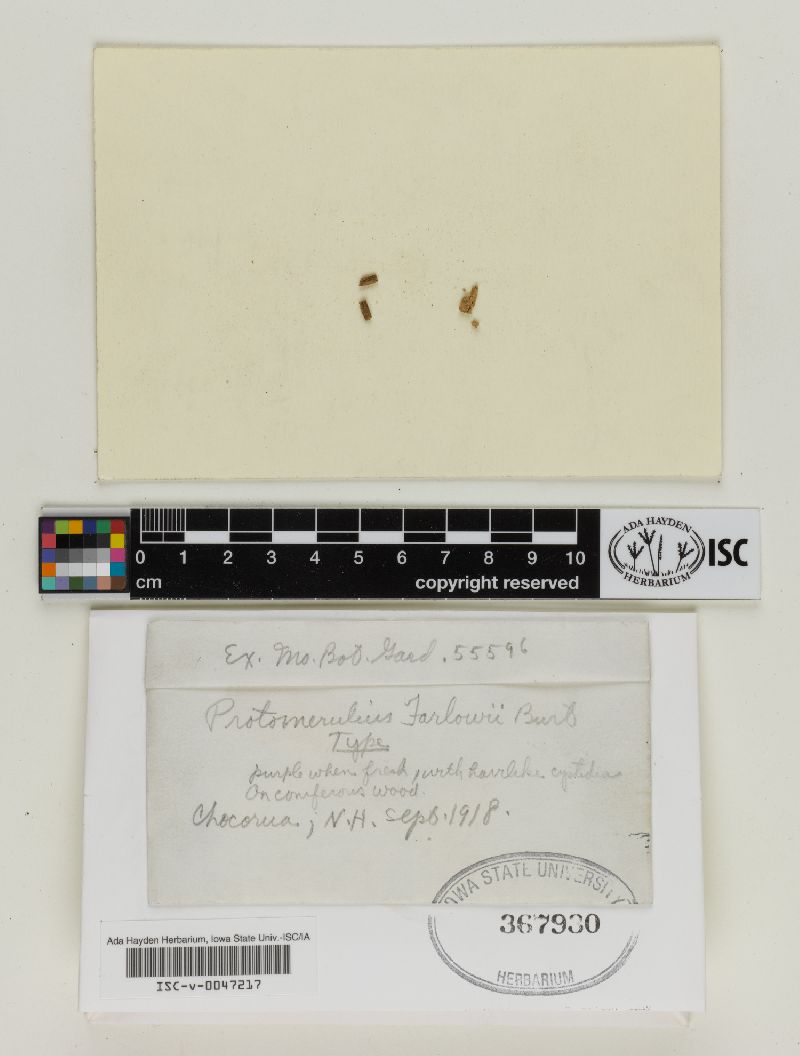 0 1 2 3 4 5 6 7 8 9 10
cm
copyright reserved
ADA HAYDEN
HERBARIUM
ISC
Ex. Mo. Bot. Gard. 55596
Protomerulius Farlowii Burt
Type
purple when fresh, with hairlike cystidia
On coniferous wood.
Chocorua, N.H. Sept. 1918.
IOWA STATE UNIVERSITY
367930
HERBARIUM
Ada Hayden Herbarium, Iowa State Univ.-ISC/IA
ISC-v-0047217